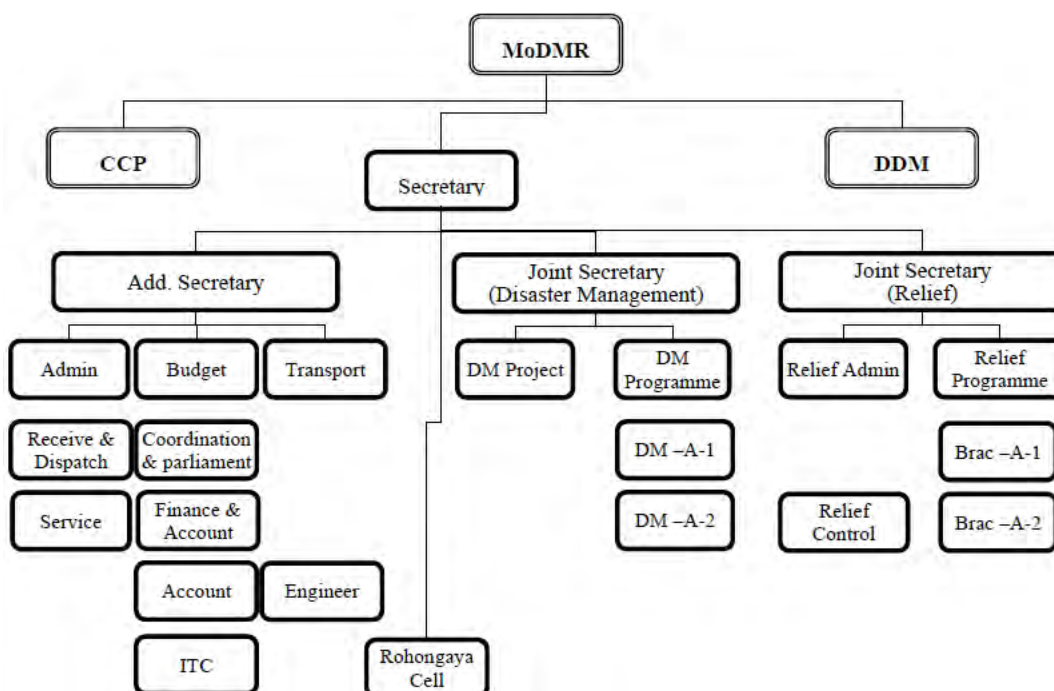 MoDMR
CCP
Secretary
DDM
Add. Secretary
Joint Secretary
(Disaster Management)
Joint Secretary
(Relief)
Admin
Budget
Transport
DM Project
DM
Programme
Relief Admin
Relief
Programme
Receive &
Dispatch
Coordination
& parliament
DM –A-1
Brac –A-1
Service
Finance &
Account
DM –A-2
Relief
Control
Brac –A-2
Account
Engineer
ITC
Rohongaya
Cell